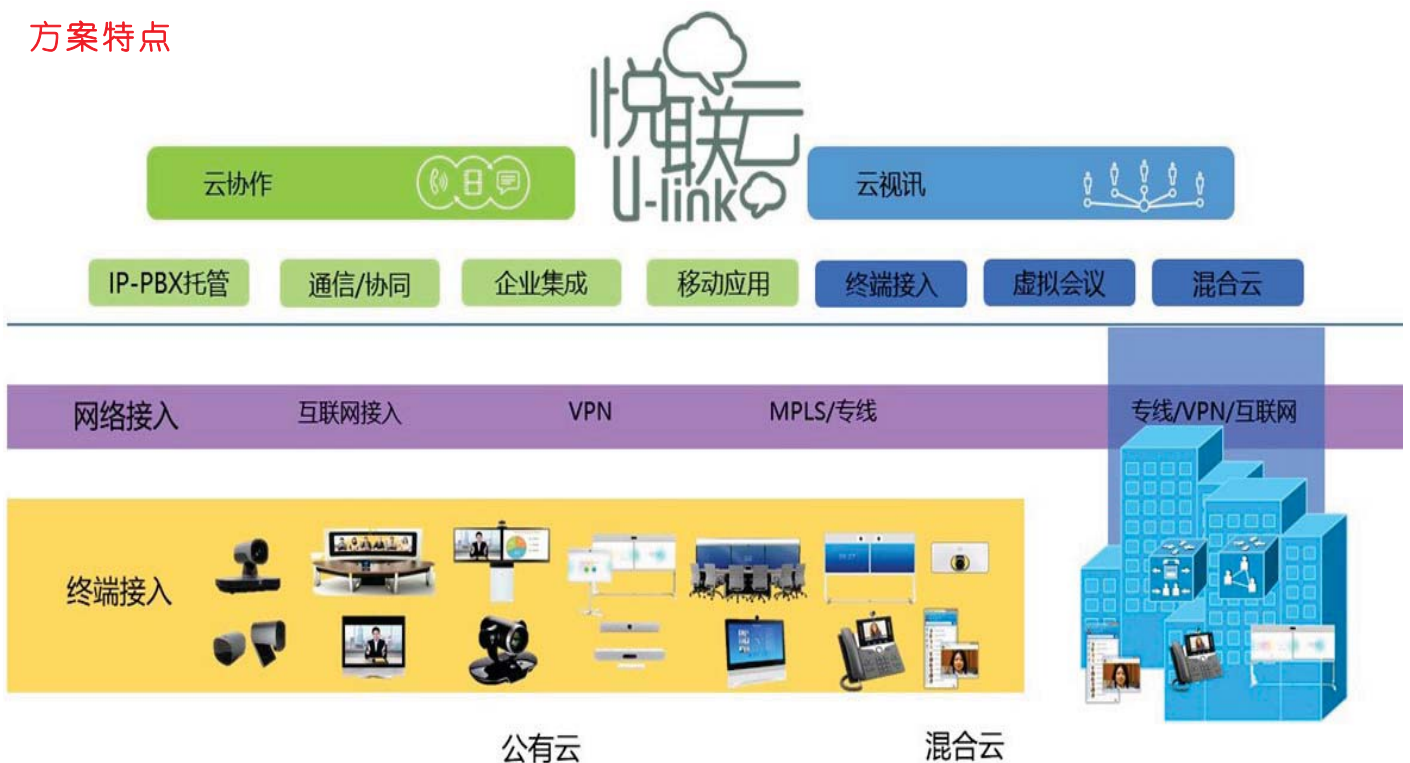 方案特点
悦联云
U-link
云协作
云视讯
IP-PBX托管
通信/协同
企业集成
移动应用
终端接入
虚拟会议
混合云
网络接入
互联网接入
VPN
MPLS/专线
专线/VPN/互联网
终端接入
公有云
混合云